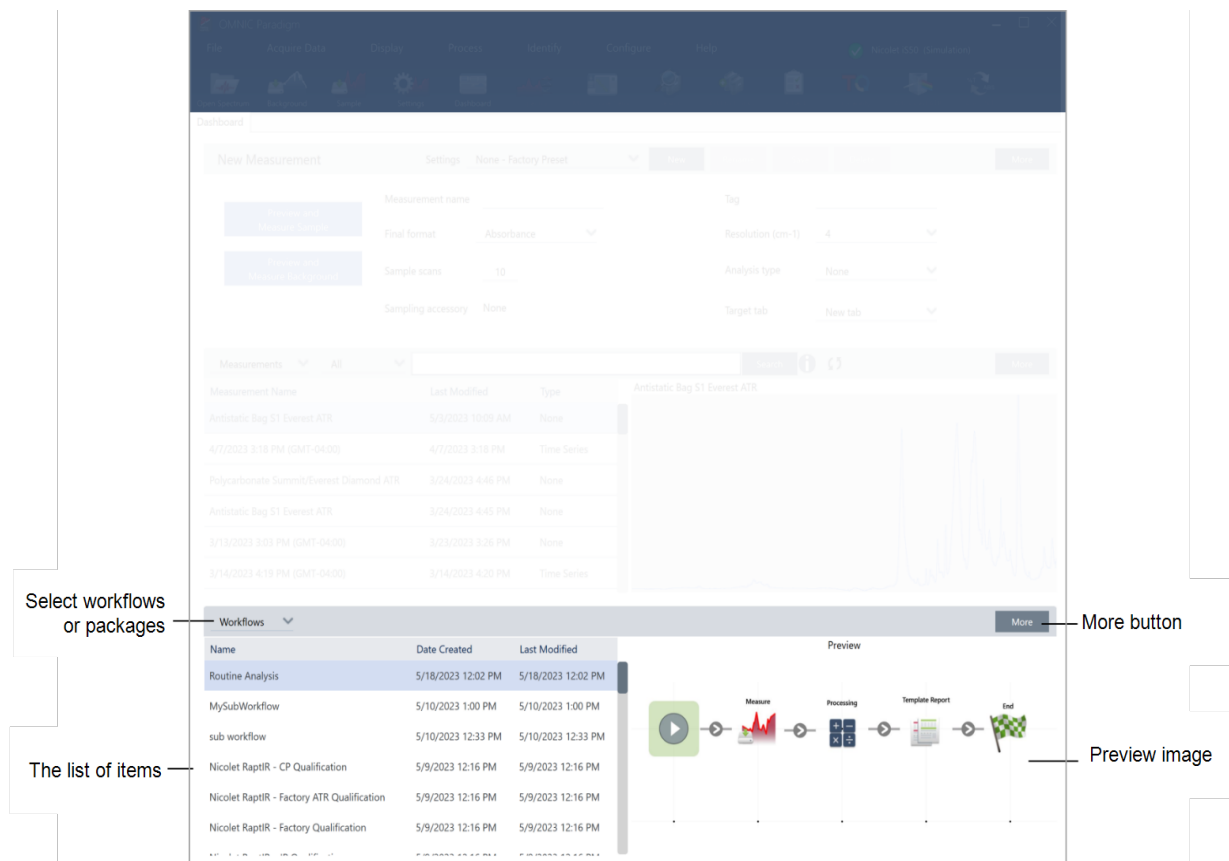 OMNIC Paradigm
File Acquire Data Display Process Identify Configure Help
Dashboard
New Measurement Settings None - Factory Preset More
Measurement name Tag
Final format Absorbance Resolution (cm-1) 4
Sample scans 10 Analysis type None
Sampling accessory None Target tab New tab
Measurements All
Measurement Name Last Modified Type Antistatic Bag S1 Everest ATR
Antistatic Bag S1 Everest ATR 5/3/2023 10:09 AM None
4/7/2023 3:18 PM (GMT-04:00) 4/7/2023 3:18 PM Time Series
Polycarbonate Summit/Everest Diamond ATR 3/24/2023 4:46 PM None
Antistatic Bag S1 Everest ATR 3/24/2023 4:45 PM None
3/14/2023 4:19 PM (GMT-04:00) 3/14/2023 4:20 PM Time Series
Select workflows
or packages
Workflows More
More button
Name Date Created Last Modified Preview
Routine Analysis 5/18/2023 12:02 PM 5/18/2023 12:02 PM
MySubWorkflow 5/10/2023 1:00 PM 5/10/2023 1:00 PM
sub workflow 5/10/2023 12:33 PM 5/10/2023 12:33 PM
Nicolet RaptIR - CP Qualification 5/9/2023 12:16 PM 5/9/2023 12:16 PM
Nicolet RaptIR - Factory ATR Qualification 5/9/2023 12:16 PM 5/9/2023 12:16 PM
Nicolet RaptIR - Factory Qualification 5/9/2023 12:16 PM 5/9/2023 12:16 PM
Measure Processing Template Report End
The list of items
Preview image